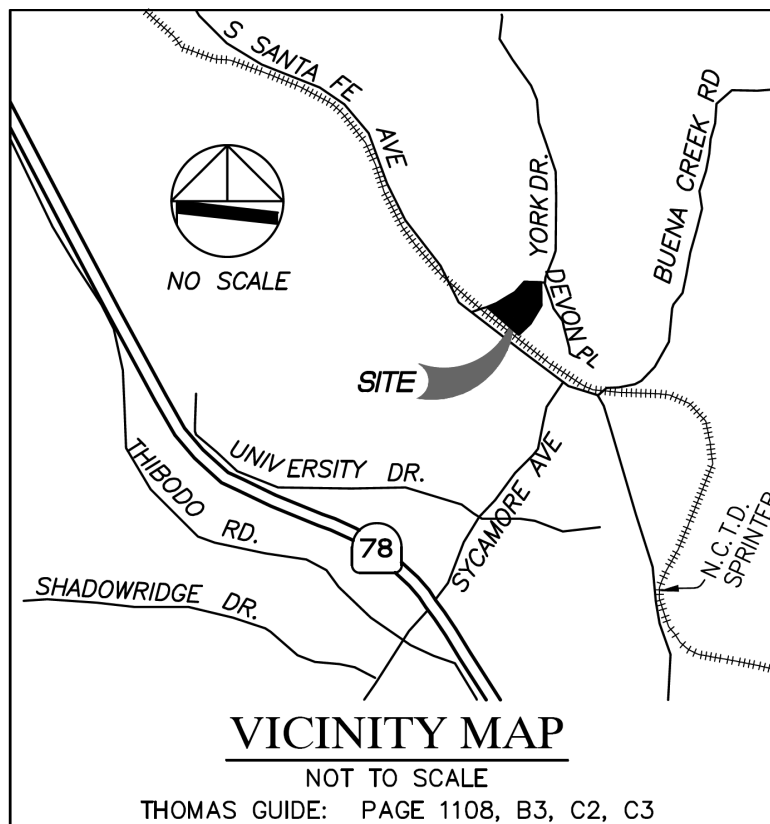 S SANTA FE AVE
YORK DR.
BUENA CREEK RD
NO SCALE
DEVON PL
SITE
UNIVERSITY DR.
THIBODO RD.
SYCAMORE AVE
78
N.C.T.D.
SPRINTER
SHADOWRIDGE DR.
VICINITY MAP
NOT TO SCALE
THOMAS GUIDE: PAGE 1108, B3, C2, C3